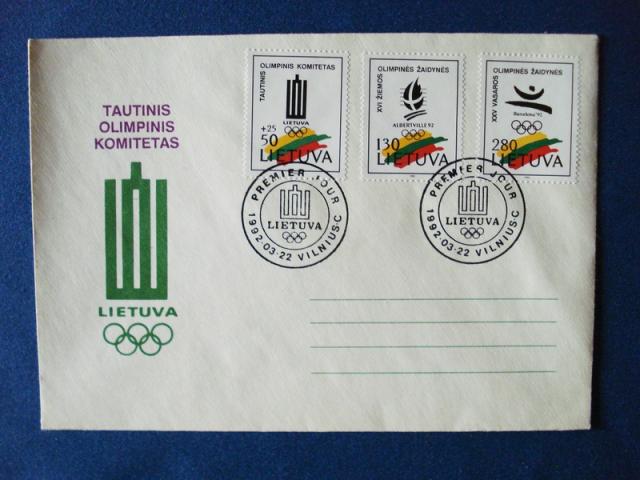 TAUTINIS
OLIMPINIS
KOMITETAS
LIETUVA
TAUTINIS
OLIMPINIS KOMITETAS
LIETUVA
+25
50
LIETUVA
XVI ŽIEMOS
OLIMPINĖS ŽAIDYNĖS
ALBERTVILLE 92
130
LIETUVA
XXV VASAROS
OLIMPINĖS ŽAIDYNĖS
Barcelona '92
280
LIETUVA
PREMIER JOUR
LIETUVA
1992-03-22 VILNIUS-C
PREMIER JOUR
LIETUVA
1992-03-22 VILNIUS-C